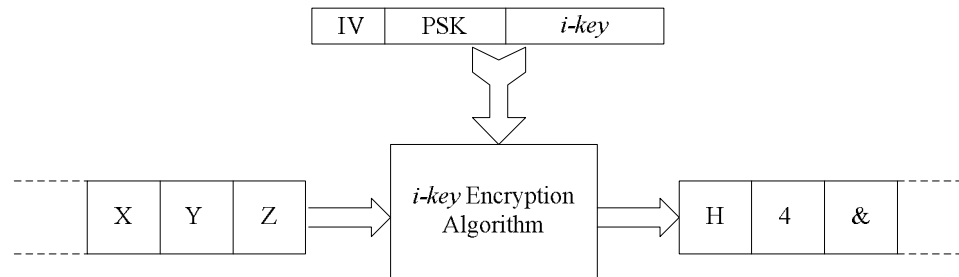 IV PSK i-key
i-key Encryption
Algorithm
X Y Z
H 4 &